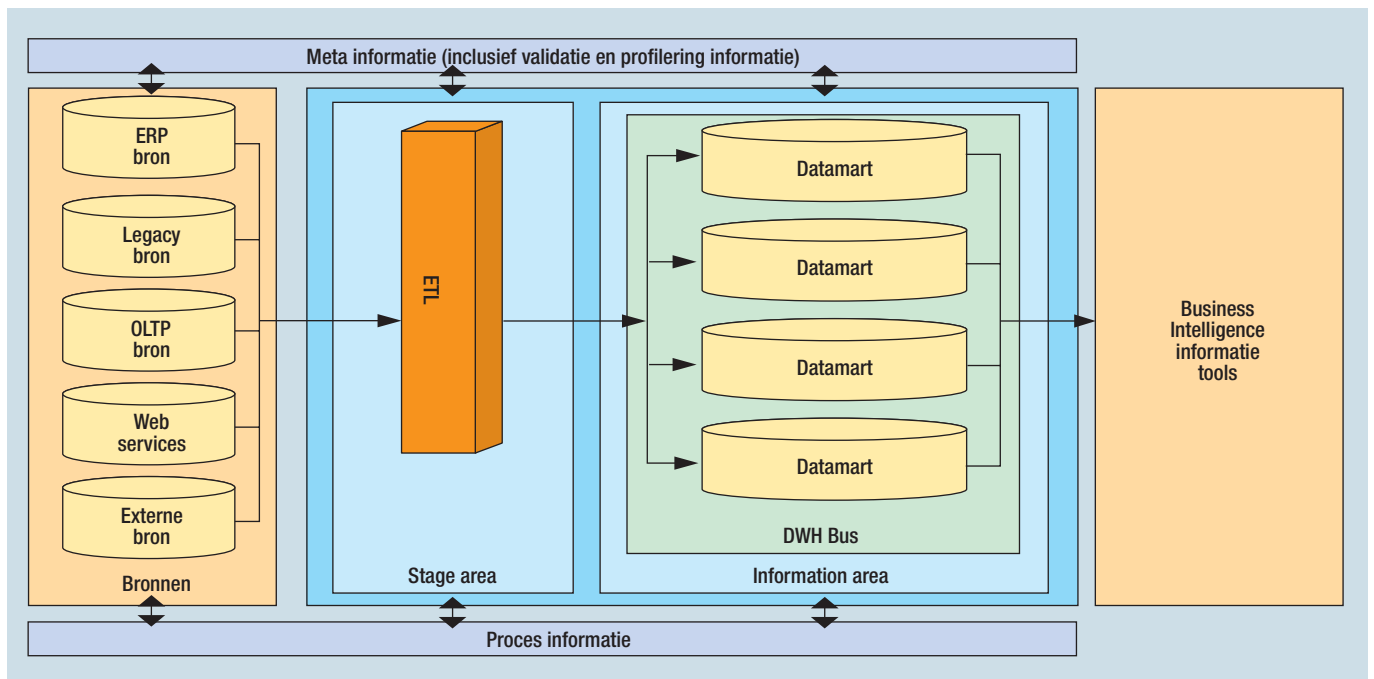 Meta informatie (inclusief validatie en profilering informatie)
ERP
bron
Legacy
bron
OLTP
bron
Web
services
Externe
bron
Bronnen
ETL
Stage area
Datamart
Datamart
Datamart
Datamart
DWH Bus
Information area
Business
Intelligence
informatie
tools
Proces informatie